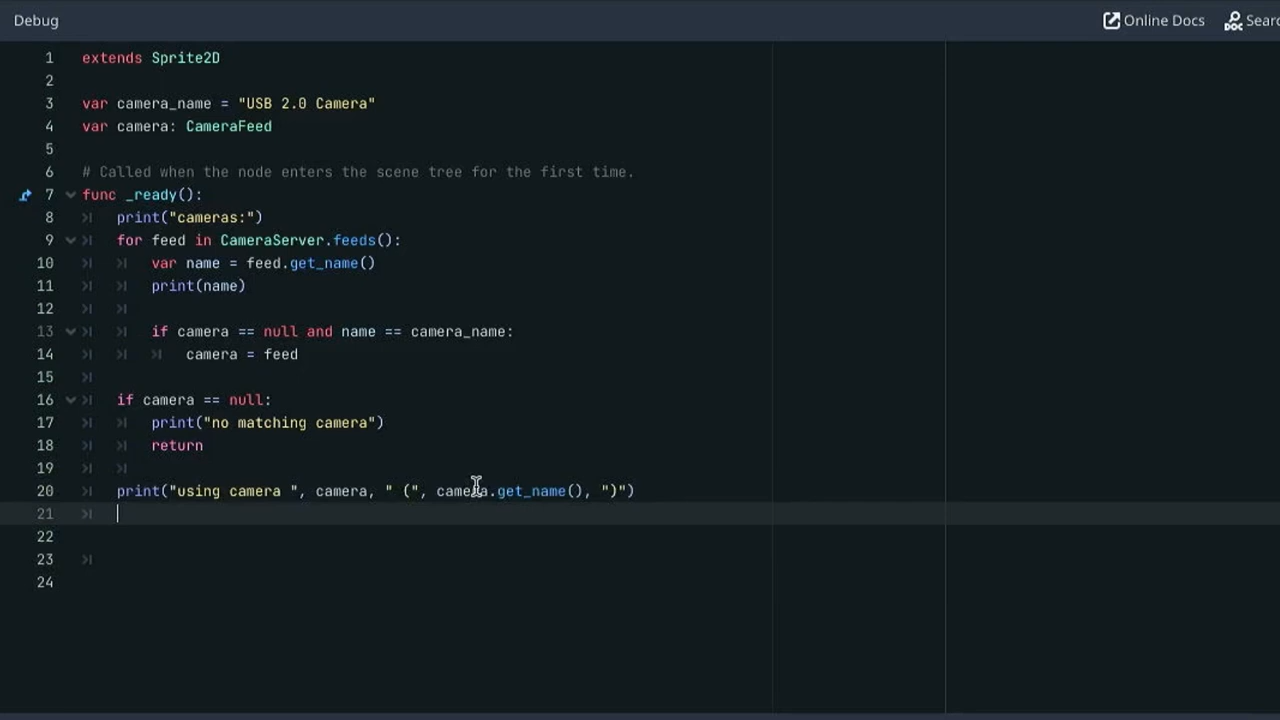 Debug
Online Docs
1 extends Sprite2D
2
3 var camera_name = "USB 2.0 Camera"
4 var camera: CameraFeed
5
6 # Called when the node enters the scene tree for the first time.
7 func _ready():
8 print("cameras:")
9 for feed in CameraServer.feeds():
10 var name = feed.get_name()
11 print(name)
12
13 if camera == null and name == camera_name:
14 camera = feed
15
16 if camera == null:
17 print("no matching camera")
18 return
19
20 print("using camera ", camera, " (", camera.get_name(), ")")
21
22
23
24